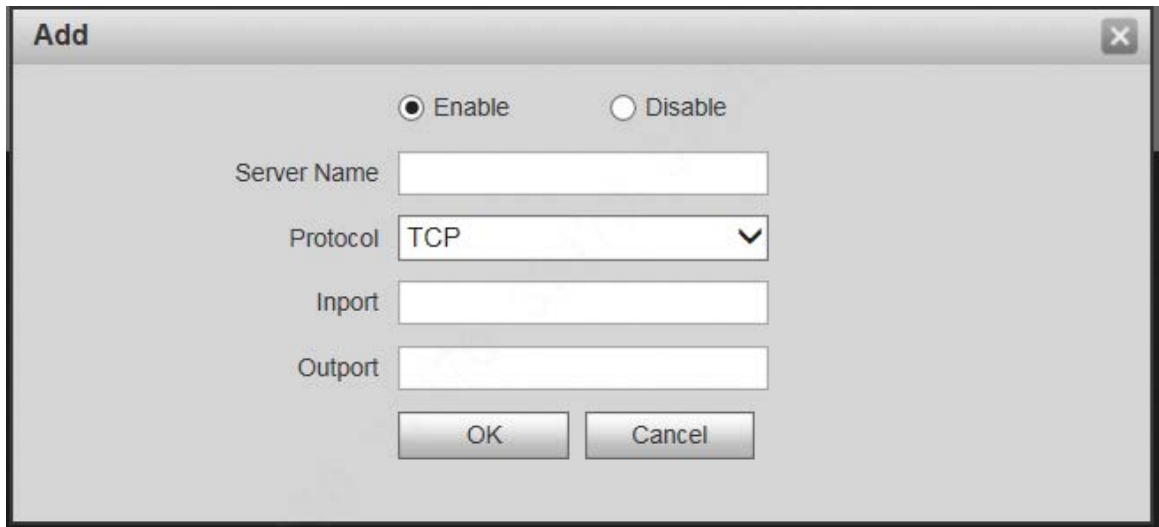 Add
Enable Disable
Server Name
Protocol TCP
Inport
Outport
OK Cancel